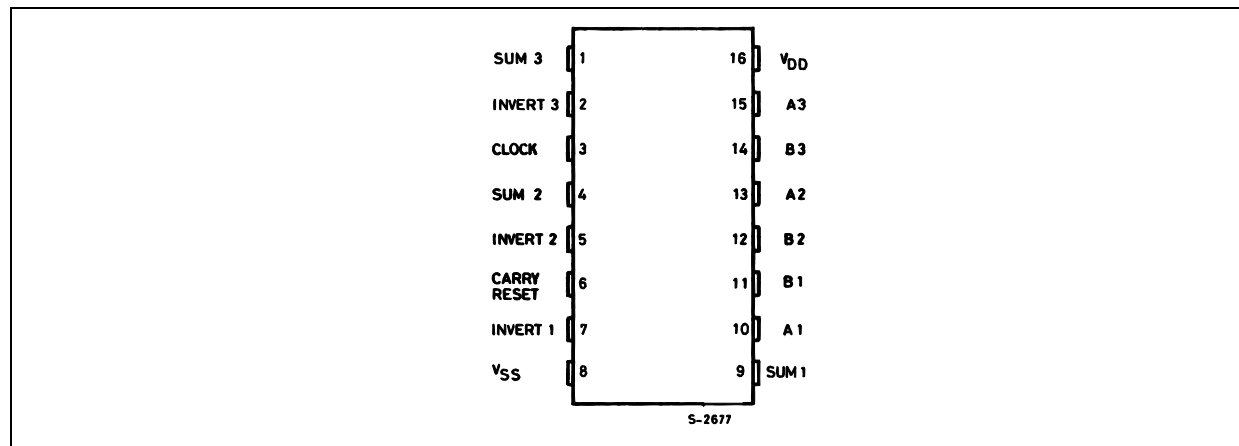 SUM 3 1 16 VDD
INVERT 3 2 15 A3
CLOCK 3 14 B3
SUM 2 4 13 A2
INVERT 2 5 12 B2
CARRY
RESET 6 11 B1
INVERT 1 7 10 A1
VSS 8 9 SUM 1
S-2677